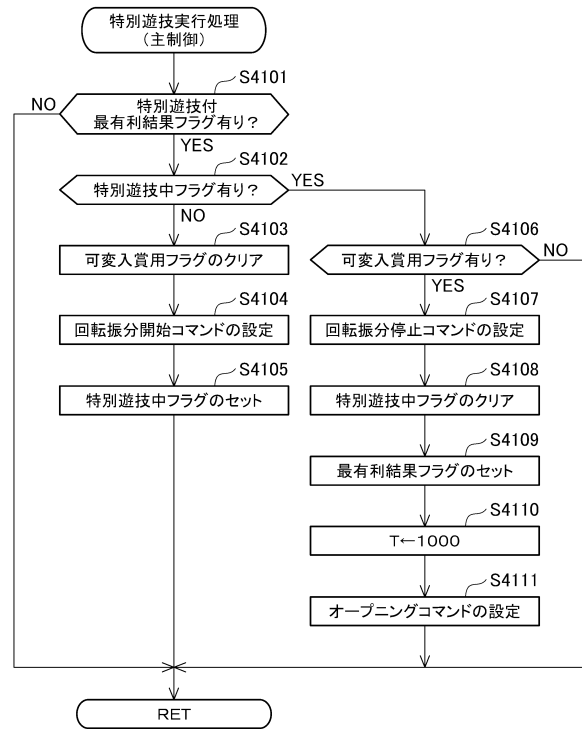 特別遊技実行処理
（主制御）
S4101
NO
特別遊技付
最有利結果フラグ有り？
YES
S4102
特別遊技中フラグ有り？
YES
NO
S4103
可変入賞用フラグのクリア
S4104
回転振分開始コマンドの設定
S4105
特別遊技中フラグのセット
S4106
可変入賞用フラグ有り？
NO
YES
S4107
回転振分停止コマンドの設定
S4108
特別遊技中フラグのクリア
S4109
最有利結果フラグのセット
S4110
T←1000
S4111
オープニングコマンドの設定
RET